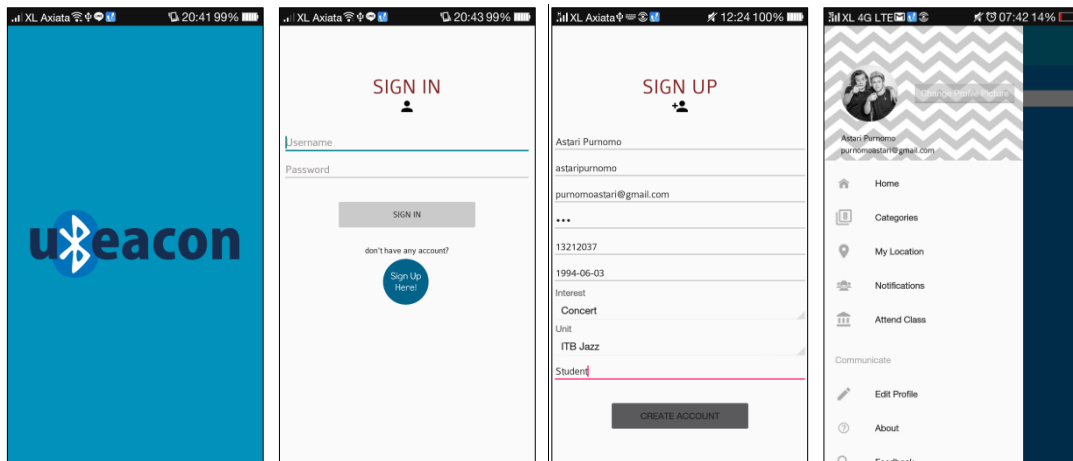 XL Axiata 20:41 99%
uBeacon
XL Axiata 20:43 99%
SIGN IN
Username
Password
SIGN IN
don't have any account?
Sign Up
Here!
XL Axiata 12:24 100%
SIGN UP
Astari Purnomo
astaripurnomo
purnomoastari@gmail.com
•••
13212037
1994-06-03
Interest
Concert
Unit
ITB Jazz
Student
CREATE ACCOUNT
XL 4G LTE 07:42 14%
Change Profile Picture
Astari Purnomo
purnomoastari@gmail.com
Home
Categories
My Location
Notifications
Attend Class
Communicate
Edit Profile
About